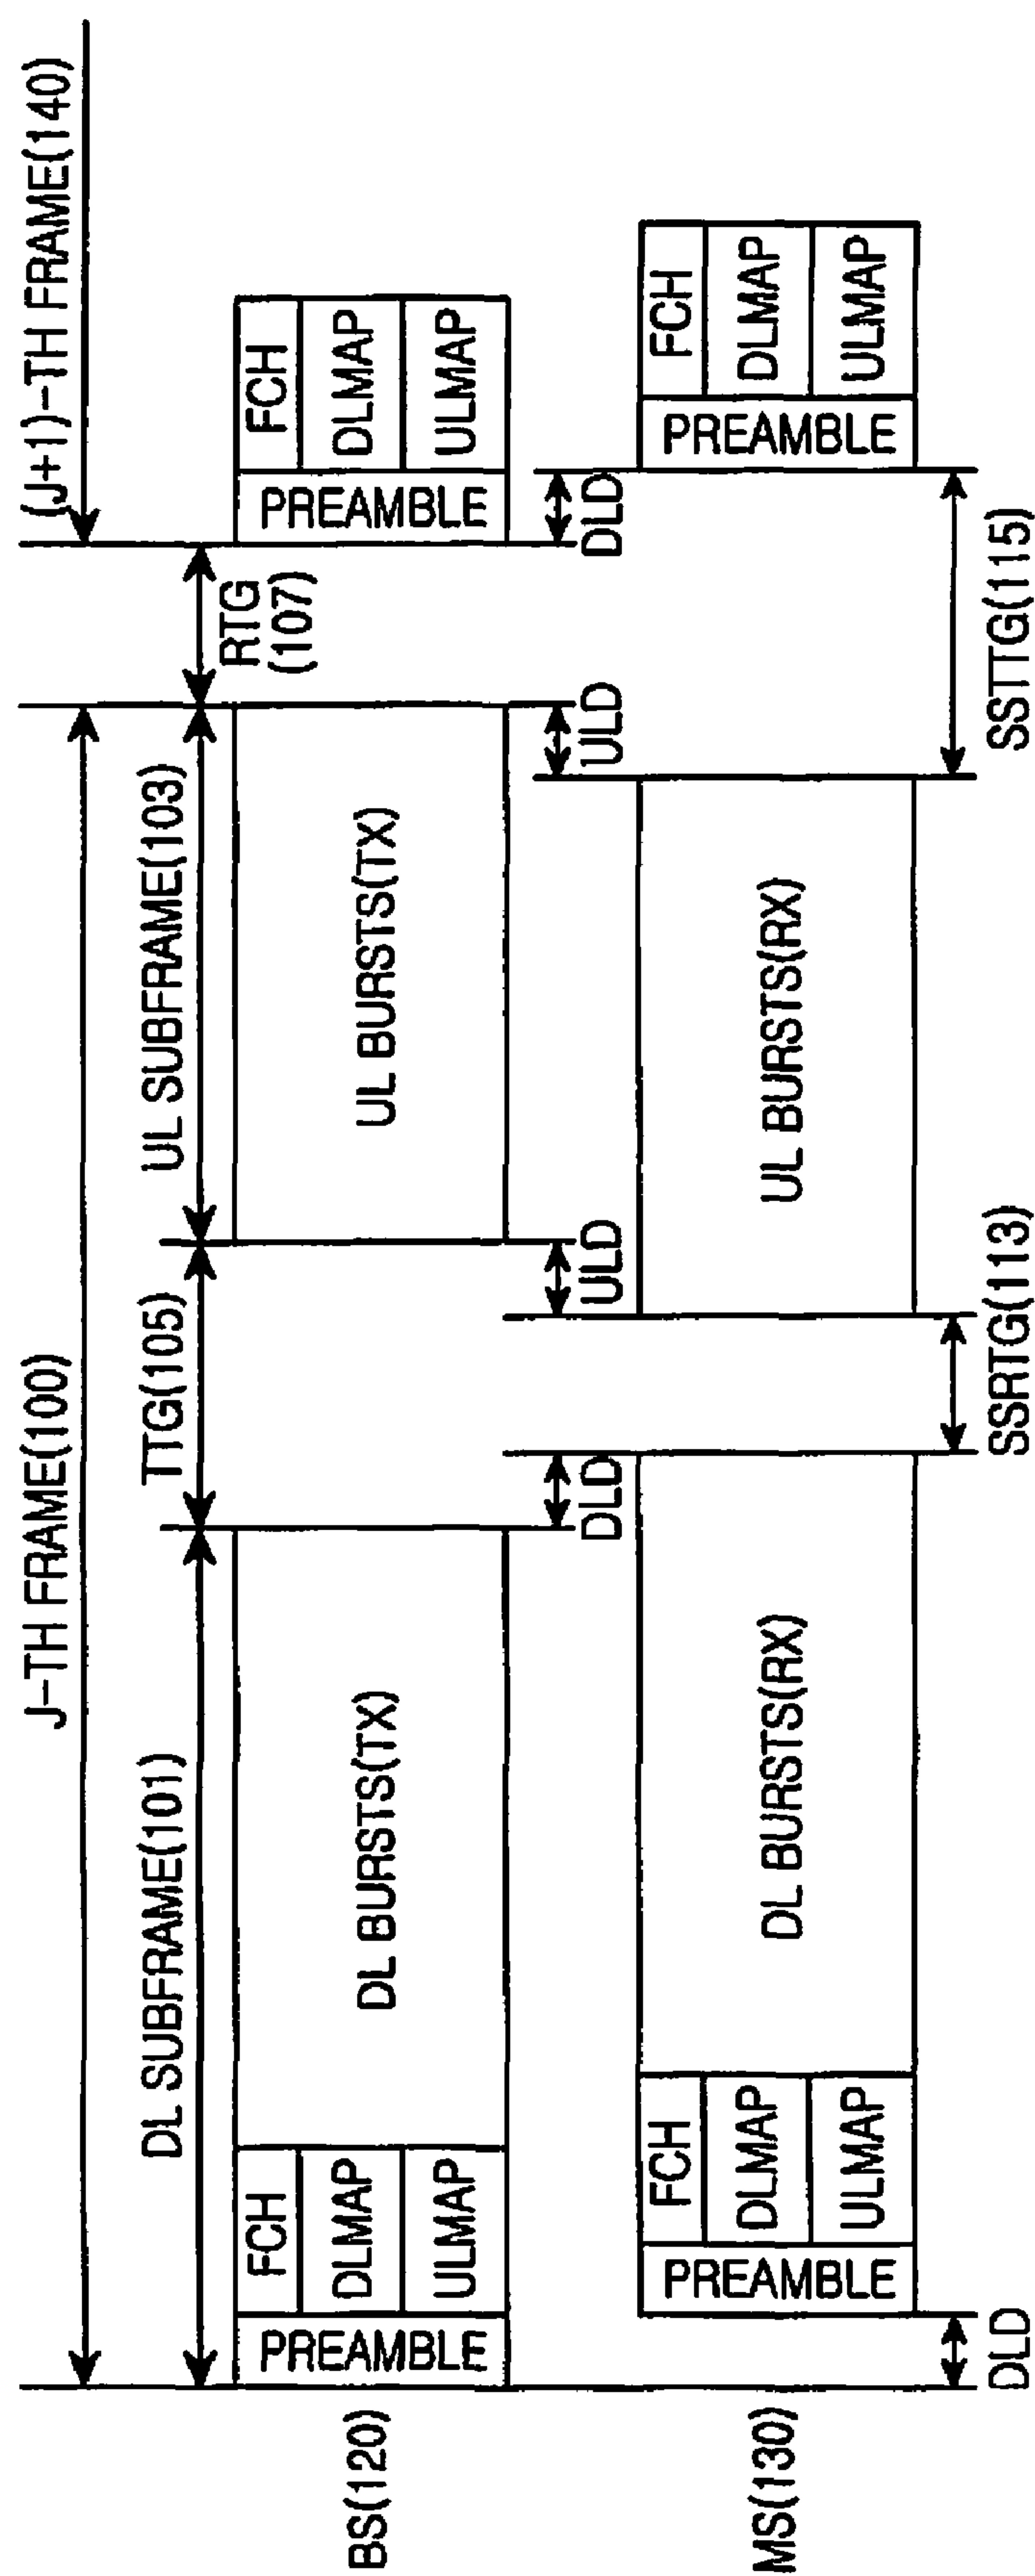 J-TH FRAME(100)
(J+1)-TH FRAME(140)
DL SUBFRAME(101)
TTG(105)
UL SUBFRAME(103)
RTG
(107)
BS(120)
PREAMBLE
FCH
DLMAP
ULMAP
DL BURSTS(TX)
UL BURSTS(TX)
PREAMBLE
FCH
DLMAP
ULMAP
DLD
ULD
ULD
DLD
MS(130)
PREAMBLE
FCH
DLMAP
ULMAP
DL BURSTS(RX)
UL BURSTS(RX)
PREAMBLE
FCH
DLMAP
ULMAP
DLD
SSRTG(113)
SSTTG(115)